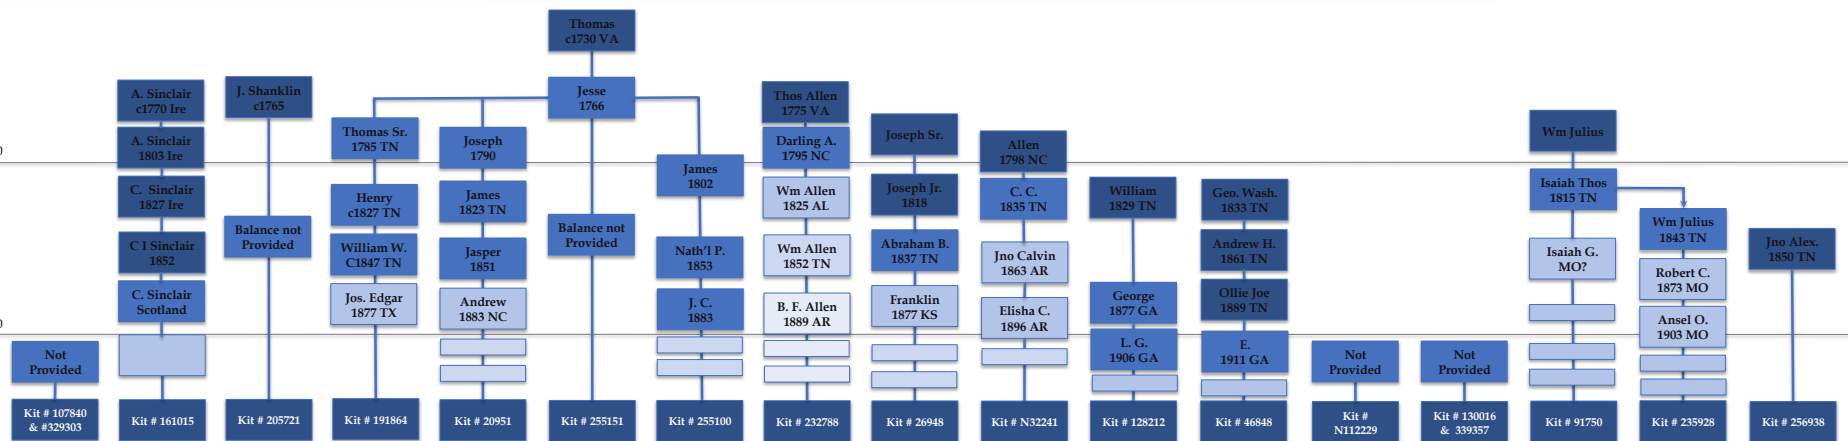 Thomas
c1730 VA
A. Sinclair
c1770 Ire
J. Shanklin
c1765
Jesse
1766
Thos Allen
1775 VA
Wm Julius
A. Sinclair
1803 Ire
Thomas Sr.
1785 TN
Joseph
1790
Darling A.
1795 NC
Joseph Sr.
Allen
1798 NC
0
James
1802
C. Sinclair
1827 Ire
Henry
c1827 TN
James
1823 TN
Wm Allen
1825 AL
Joseph Jr.
1818
C. C.
1835 TN
William
1829 TN
Geo. Wash.
1833 TN
Isaiah Thos
1815 TN
Balance not
Provided
Balance not
Provided
Wm Julius
1843 TN
C I Sinclair
1852
William W.
C1847 TN
Jasper
1851
Nath'l P.
1853
Wm Allen
1852 TN
Abraham B.
1837 TN
Jno Calvin
1863 AR
Andrew H.
1861 TN
Isaiah G.
MO?
Jno Alex.
1850 TN
C. Sinclair
Scotland
Jos. Edgar
1877 TX
Andrew
1883 NC
J. C.
1883
B. F. Allen
1889 AR
Franklin
1877 KS
Elisha C.
1896 AR
George
1877 GA
Ollie Joe
1889 TN
Robert C.
1873 MO
0
Ansel O.
1903 MO
Not
Provided
L. G.
1906 GA
E.
1911 GA
Not
Provided
Not
Provided
Kit # 107840
& #329303
Kit # 161015
Kit # 205721
Kit # 191864
Kit # 20951
Kit # 255151
Kit # 255100
Kit # 232788
Kit # 26948
Kit # N32241
Kit # 128212
Kit # 46848
Kit #
N112229
Kit # 130016
& 339357
Kit # 91750
Kit # 235928
Kit # 256938